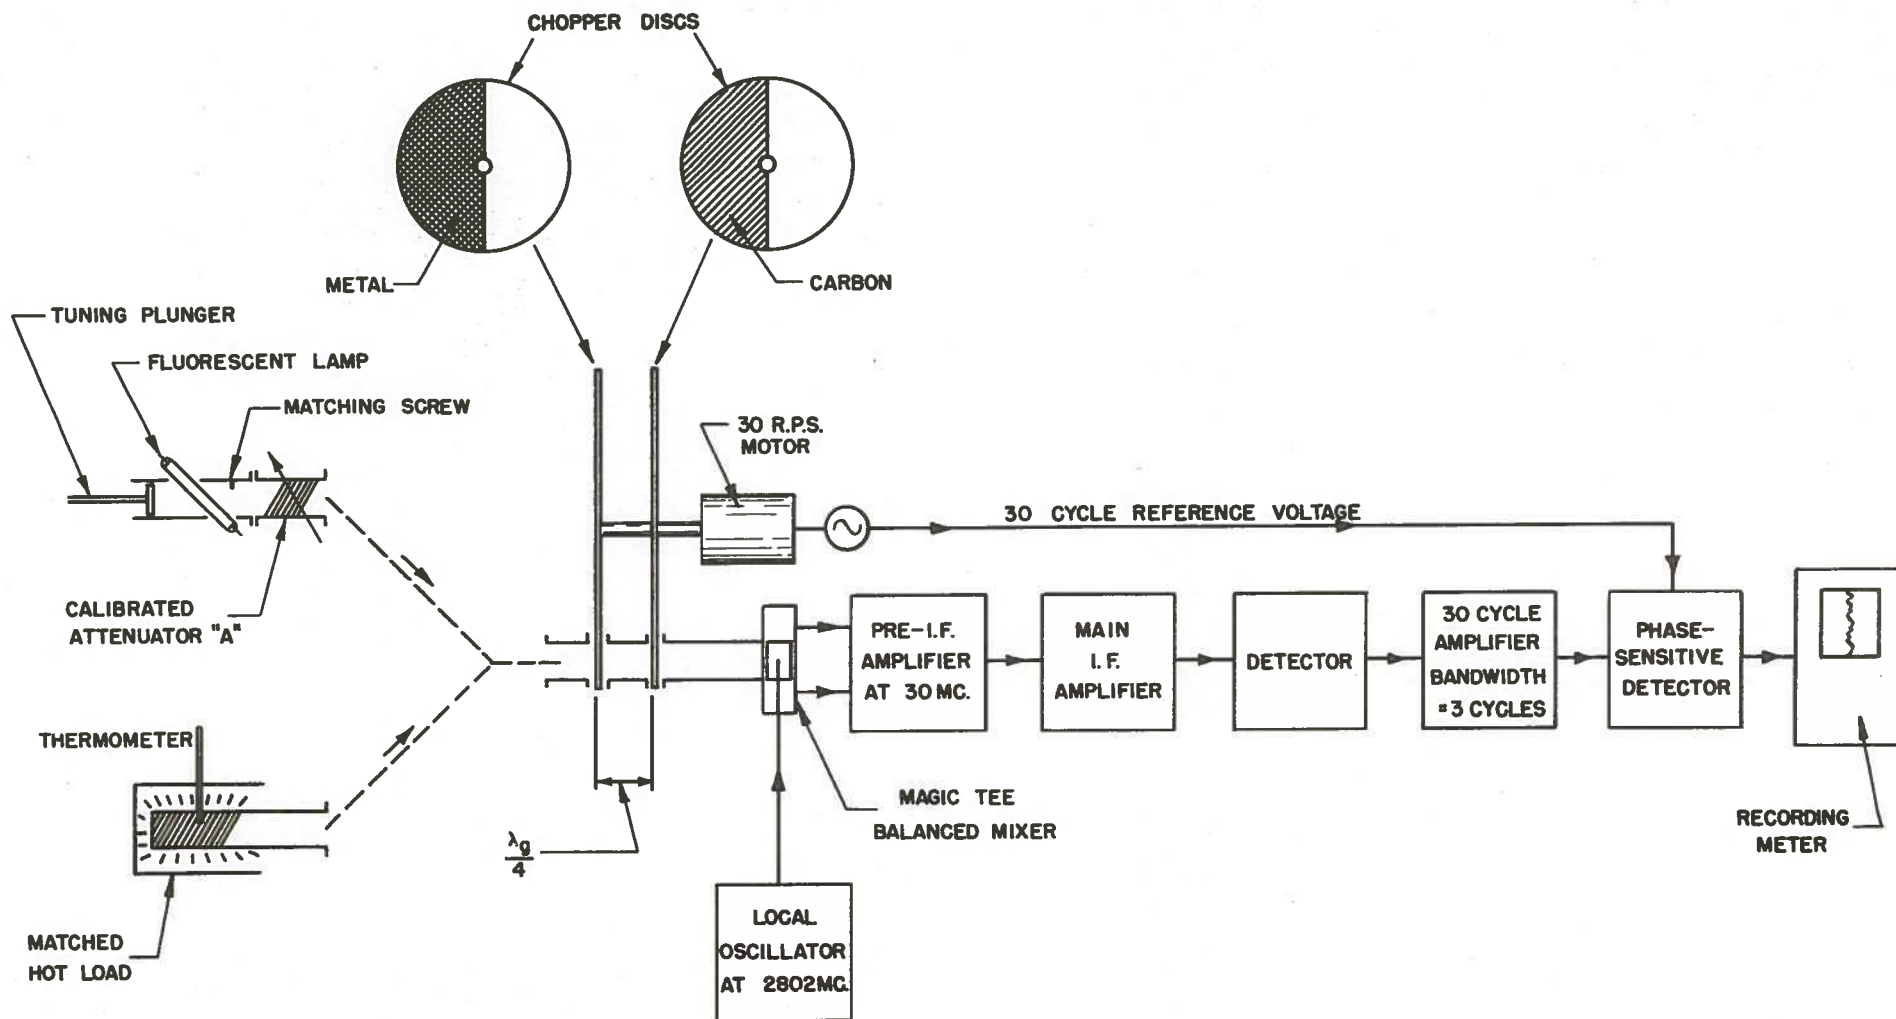 CHOPPER DISCS
METAL
CARBON
TUNING PLUNGER
FLUORESCENT LAMP
MATCHING SCREW
30 R.P.S.
MOTOR
30 CYCLE REFERENCE VOLTAGE
CALIBRATED
ATTENUATOR "A"
PRE-I.F.
AMPLIFIER
AT 30 MC.
MAIN
I.F.
AMPLIFIER
DETECTOR
30 CYCLE
AMPLIFIER
BANDWIDTH
=3 CYCLES
PHASE-
SENSITIVE
DETECTOR
THERMOMETER
λg
4
MAGIC TEE
BALANCED MIXER
RECORDING
METER
MATCHED
HOT LOAD
LOCAL
OSCILLATOR
AT 2802MC.